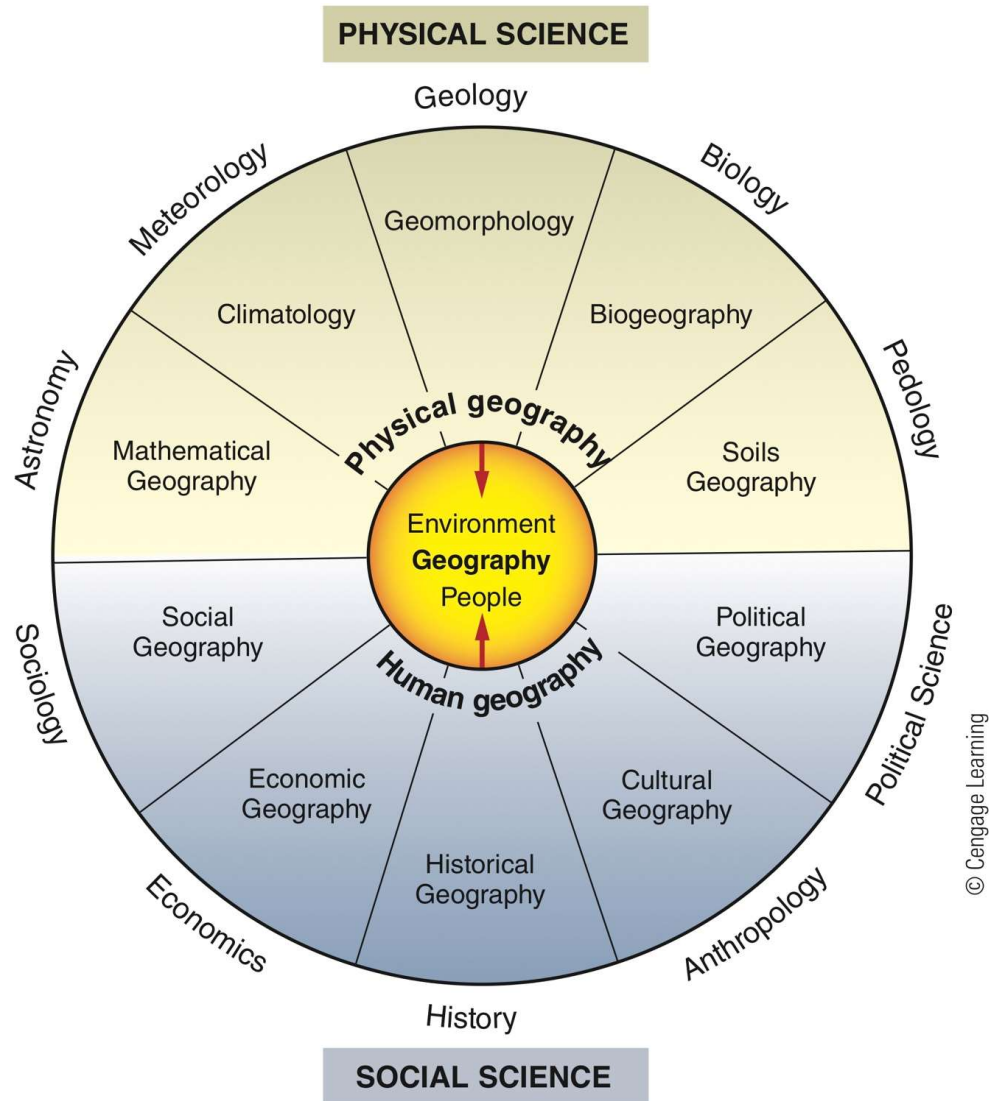 PHYSICAL SCIENCE
Geology
Meteorology
Biology
Geomorphology
Climatology
Biogeography
Astronomy
Pedology
Physical geography
Mathematical
Geography
Soils
Geography
Environment
Geography
People
Social
Geography
Political
Geography
Human geography
Sociology
Political Science
Economic
Geography
Cultural
Geography
Historical
Geography
Economics
Anthropology
History
SOCIAL SCIENCE
© Cengage Learning